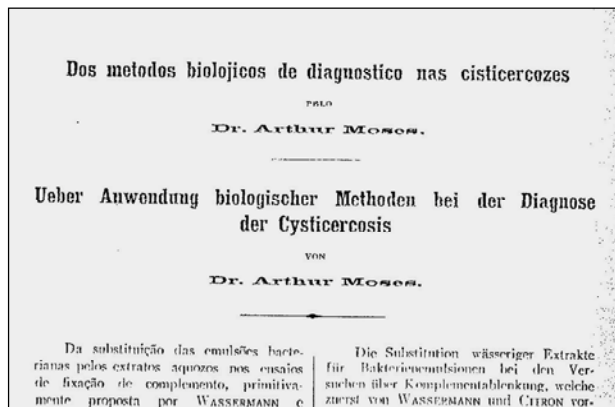 Dos metodos biolojicos de diagnostico nas cisticercozes
PELO
Dr. Arthur Moses.
Ueber Anwendung biologischer Methoden bei der Diagnose
der Cysticercosis
VON
Dr. Arthur Moses.
Da substituição das emulsões bacte-
rianas pelos extratos aquozos nos ensaios
de fixação de complemento, primitiva-
mente proposta por WASSERMANN e
Die Substitution wässeriger Extrakte
für Bakterienemulsionen bei den Ver-
suchen über Komplementablenkung, welche
zuerst von WASSERMANN und CITRON vor-